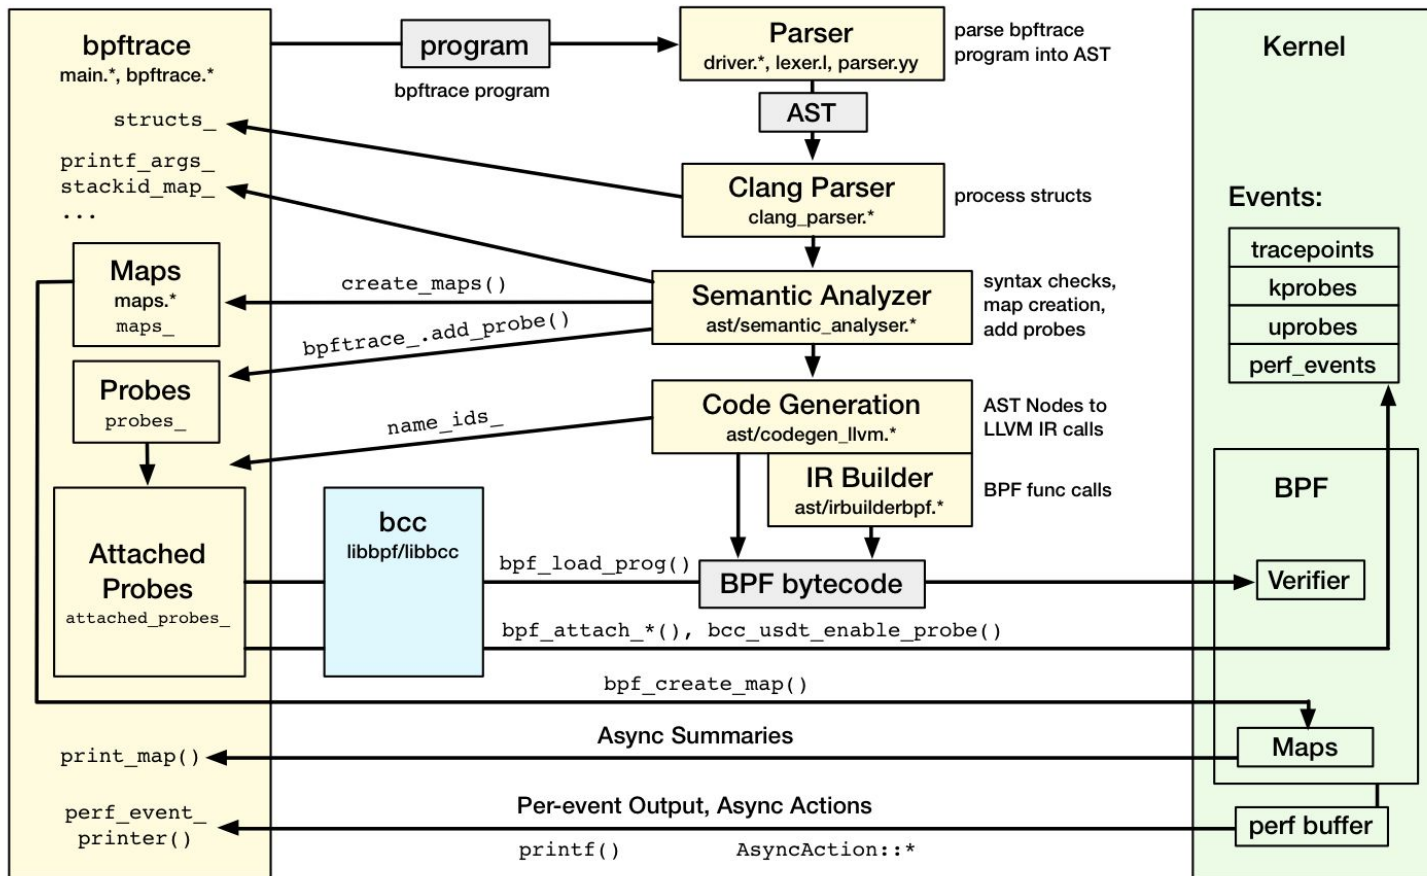 bpftrace
main.*, bpftrace.*
structs_
printf_args_
stackid_map_
...
Maps
maps.*
maps_
Probes
probes_
Attached
Probes
attached_probes_
print_map()
perf_event_
printer()
program
bpftrace program
Parser
driver.*, lexer.l, parser.yy
parse bpftrace
program into AST
AST
Clang Parser
clang_parser.*
process structs
create_maps()
Semantic Analyzer
ast/semantic_analyser.*
syntax checks,
map creation,
add probes
bpftrace_.add_probe()
Code Generation
ast/codegen_llvm.*
AST Nodes to
LLVM IR calls
name_ids_
IR Builder
ast/irbuilderbpf.*
BPF func calls
bcc
libbpf/libbcc
bpf_load_prog()
BPF bytecode
bpf_attach_*(), bcc_usdt_enable_probe()
bpf_create_map()
Async Summaries
Per-event Output, Async Actions
printf() AsyncAction::*
Kernel
Events:
tracepoints
kprobes
uprobes
perf_events
BPF
Verifier
Maps
perf buffer